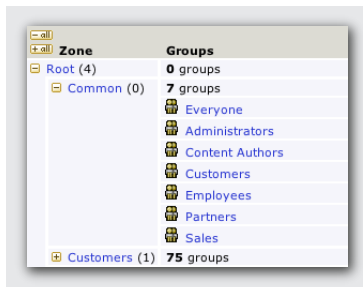 − all
+ all Zone Groups
Root (4) 0 groups
Common (0) 7 groups
Everyone
Administrators
Content Authors
Customers
Employees
Partners
Sales
Customers (1) 75 groups